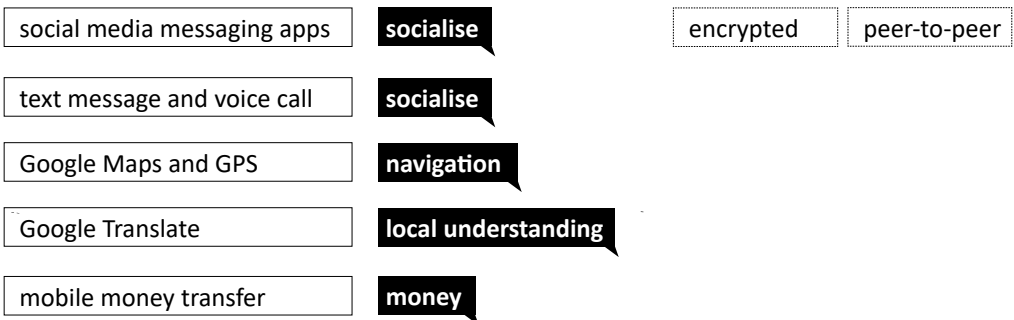 social media messaging apps socialise encrypted peer-to-peer
text message and voice call socialise
Google Maps and GPS navigation
Google Translate local understanding
mobile money transfer money